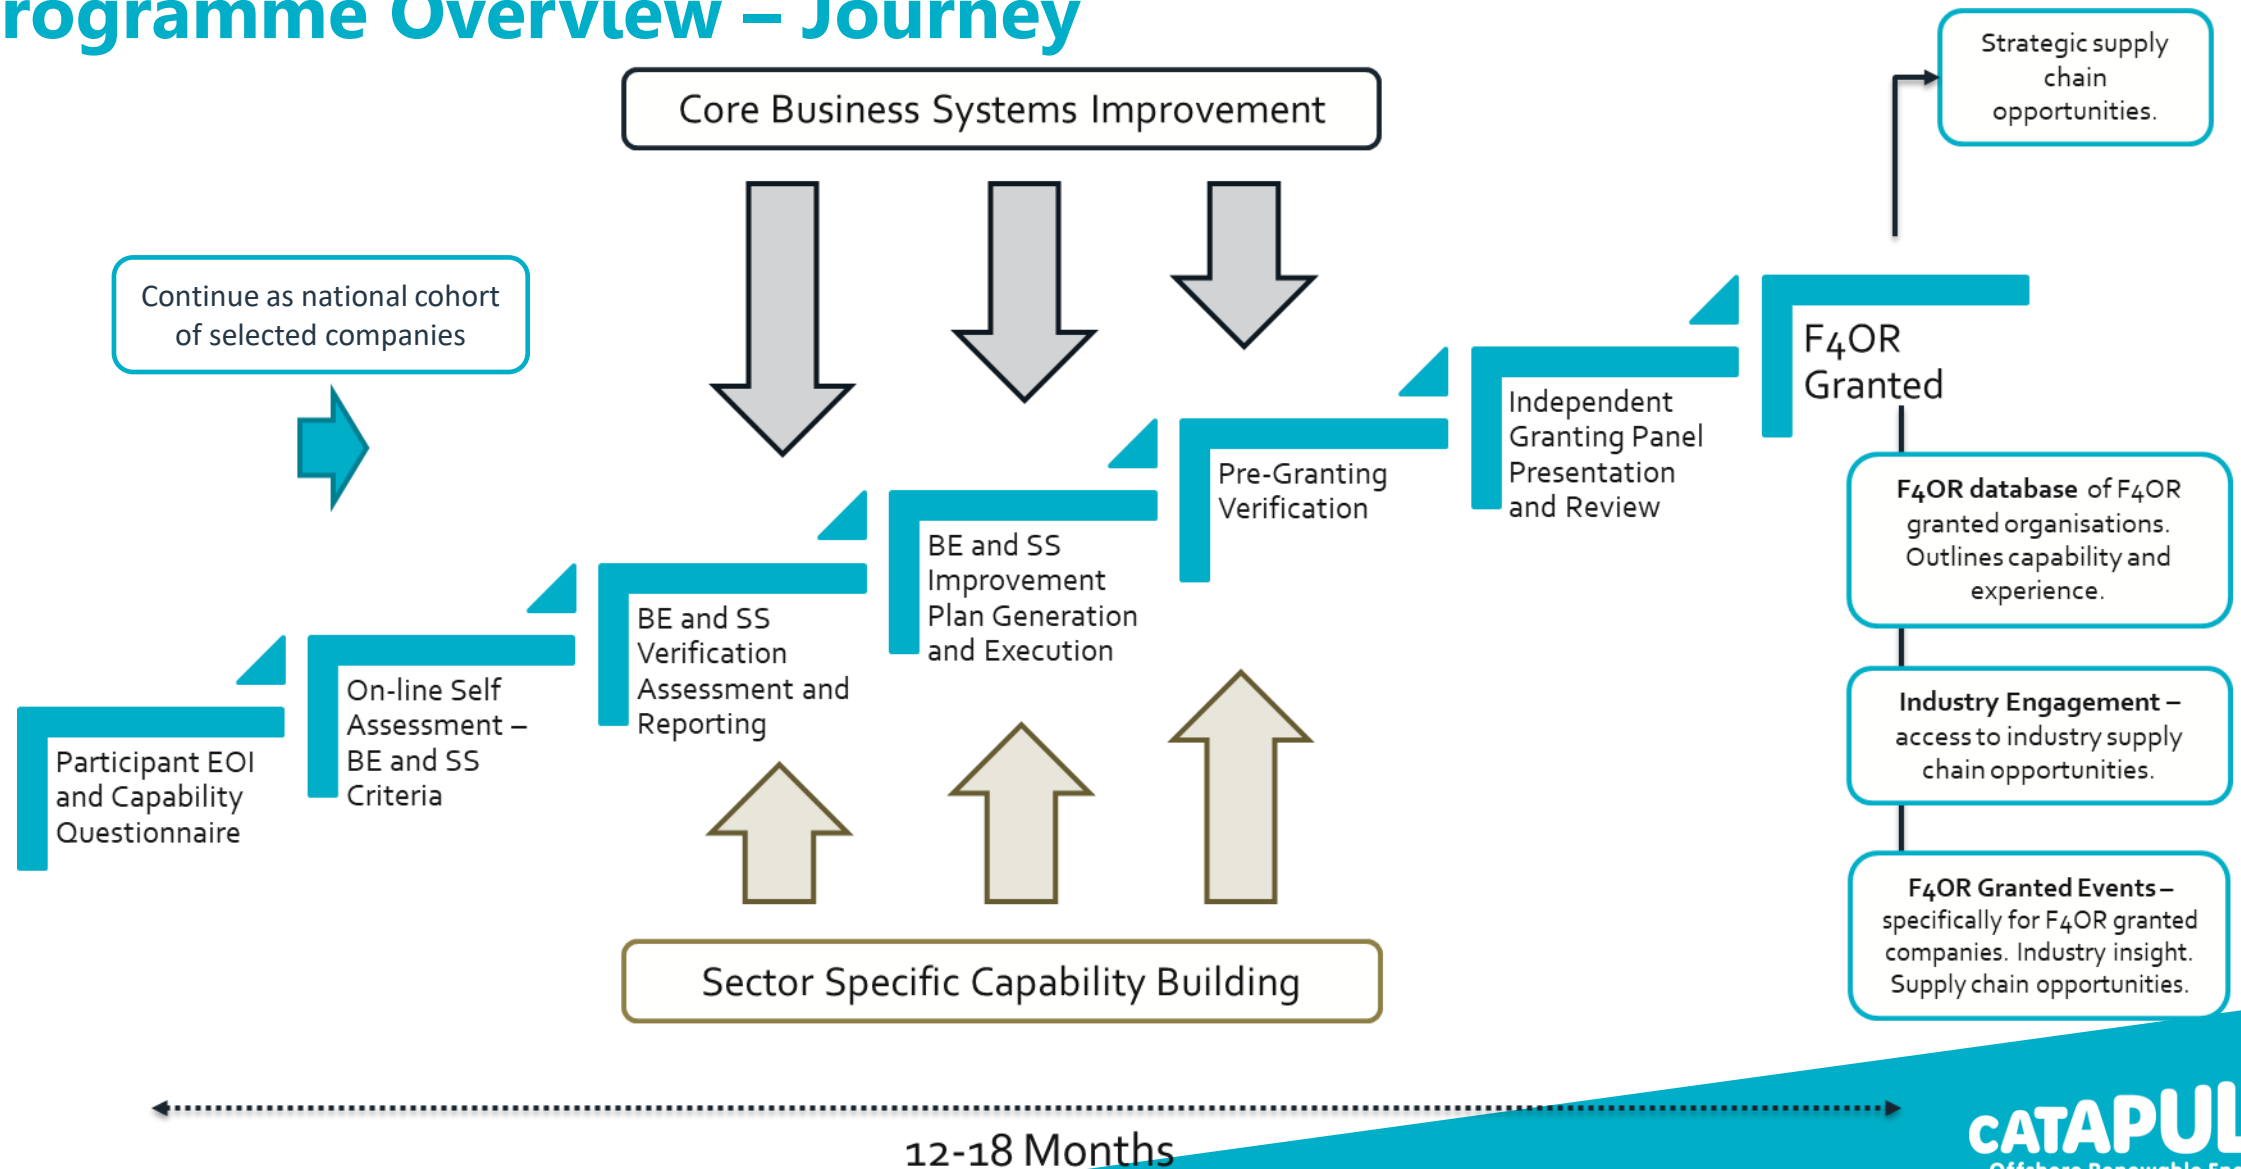 Overview – Journey
Core Business Systems Improvement
Strategic supply
chain
opportunities.
Continue as national cohort
of selected companies
F4OR
Granted
Independent
Granting Panel
Presentation
and Review
Pre-Granting
Verification
BE and SS
Improvement
Plan Generation
and Execution
BE and SS
Verification
Assessment and
Reporting
On-line Self
Assessment –
BE and SS
Criteria
Participant EOI
and Capability
Questionnaire
F4OR database of F4OR
granted organisations.
Outlines capability and
experience.
Industry Engagement –
access to industry supply
chain opportunities.
F4OR Granted Events –
specifically for F4OR granted
companies. Industry insight.
Supply chain opportunities.
Sector Specific Capability Building
12-18 Months
Offshore Renewable